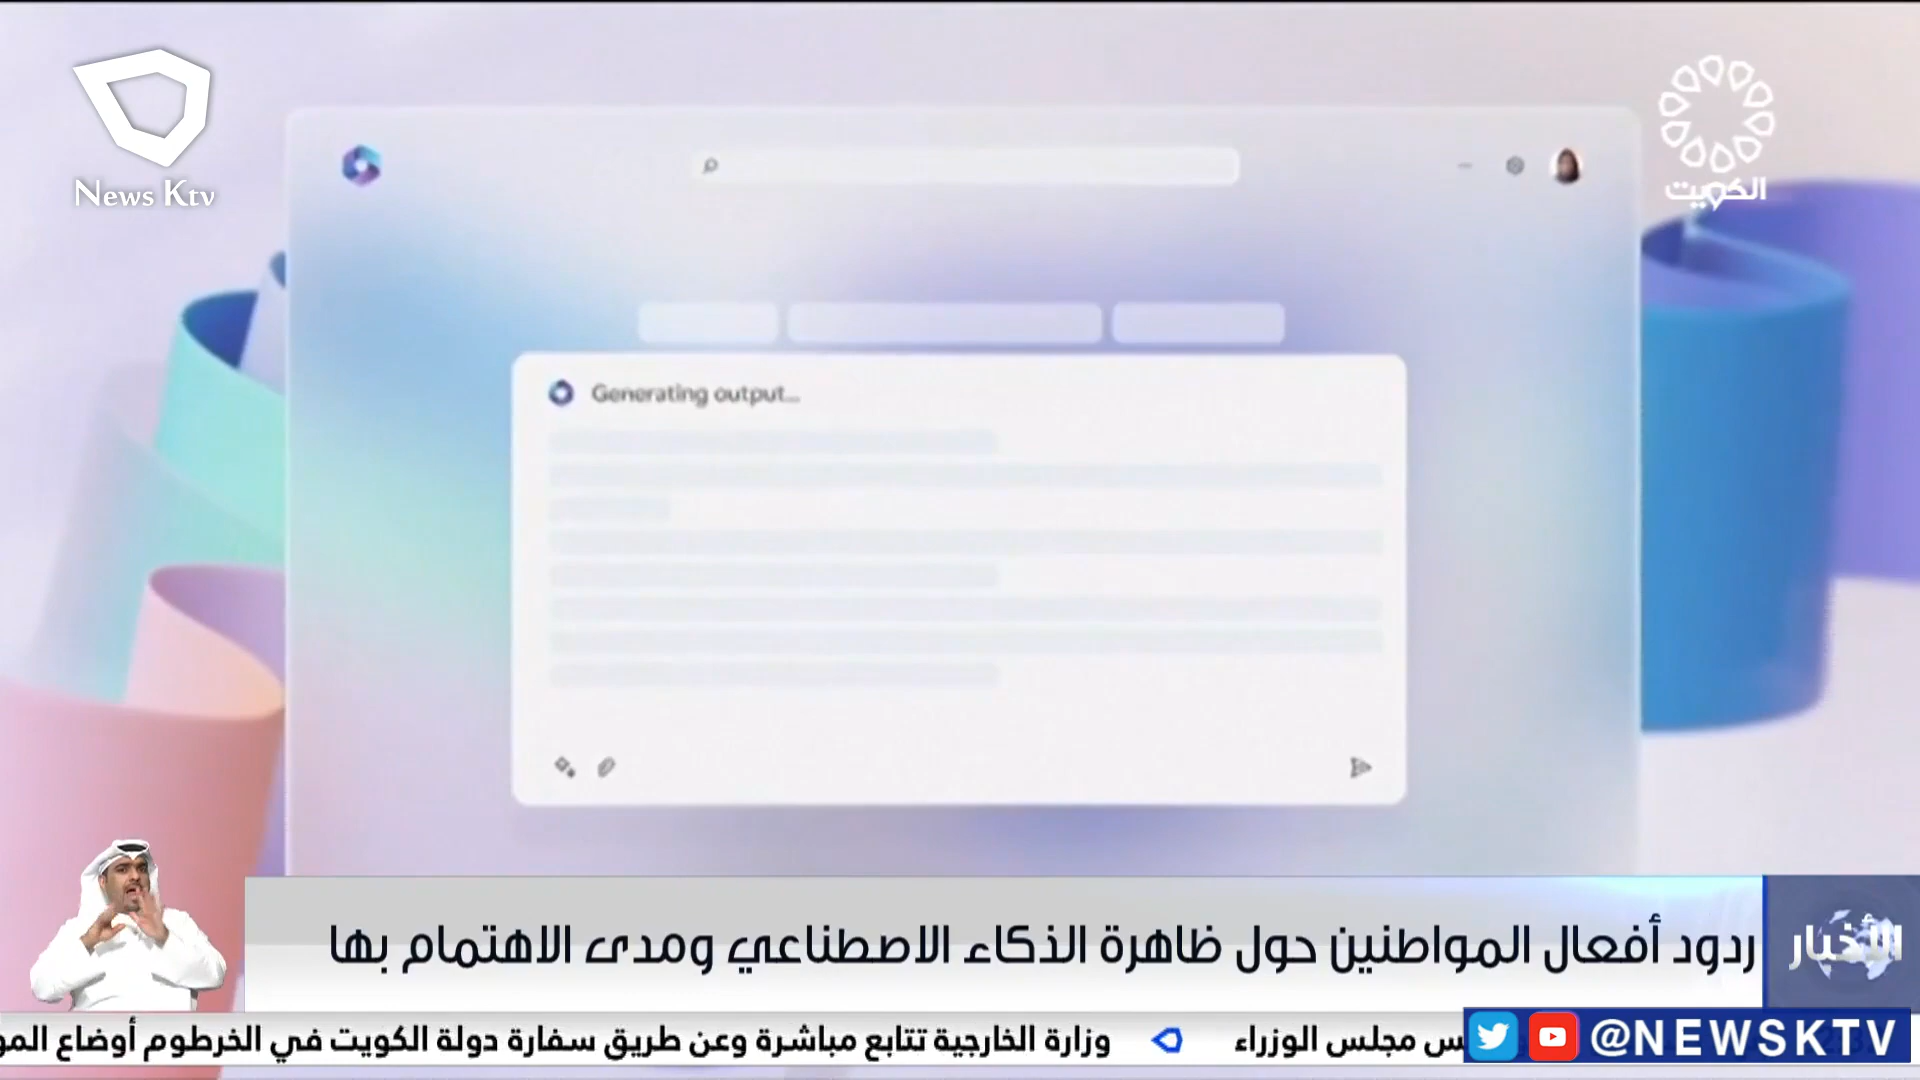 News Ktv
الكويت
Generating output...
ردود أفعال المواطنين حول ظاهرة الذكاء الاصطناعي ومدى الاهتمام بها
الأخبار
مجلس الوزراء
وزارة الخارجية تتابع مباشرة وعن طريق سفارة دولة الكويت في الخرطوم أوضاع
@NEWSKTV